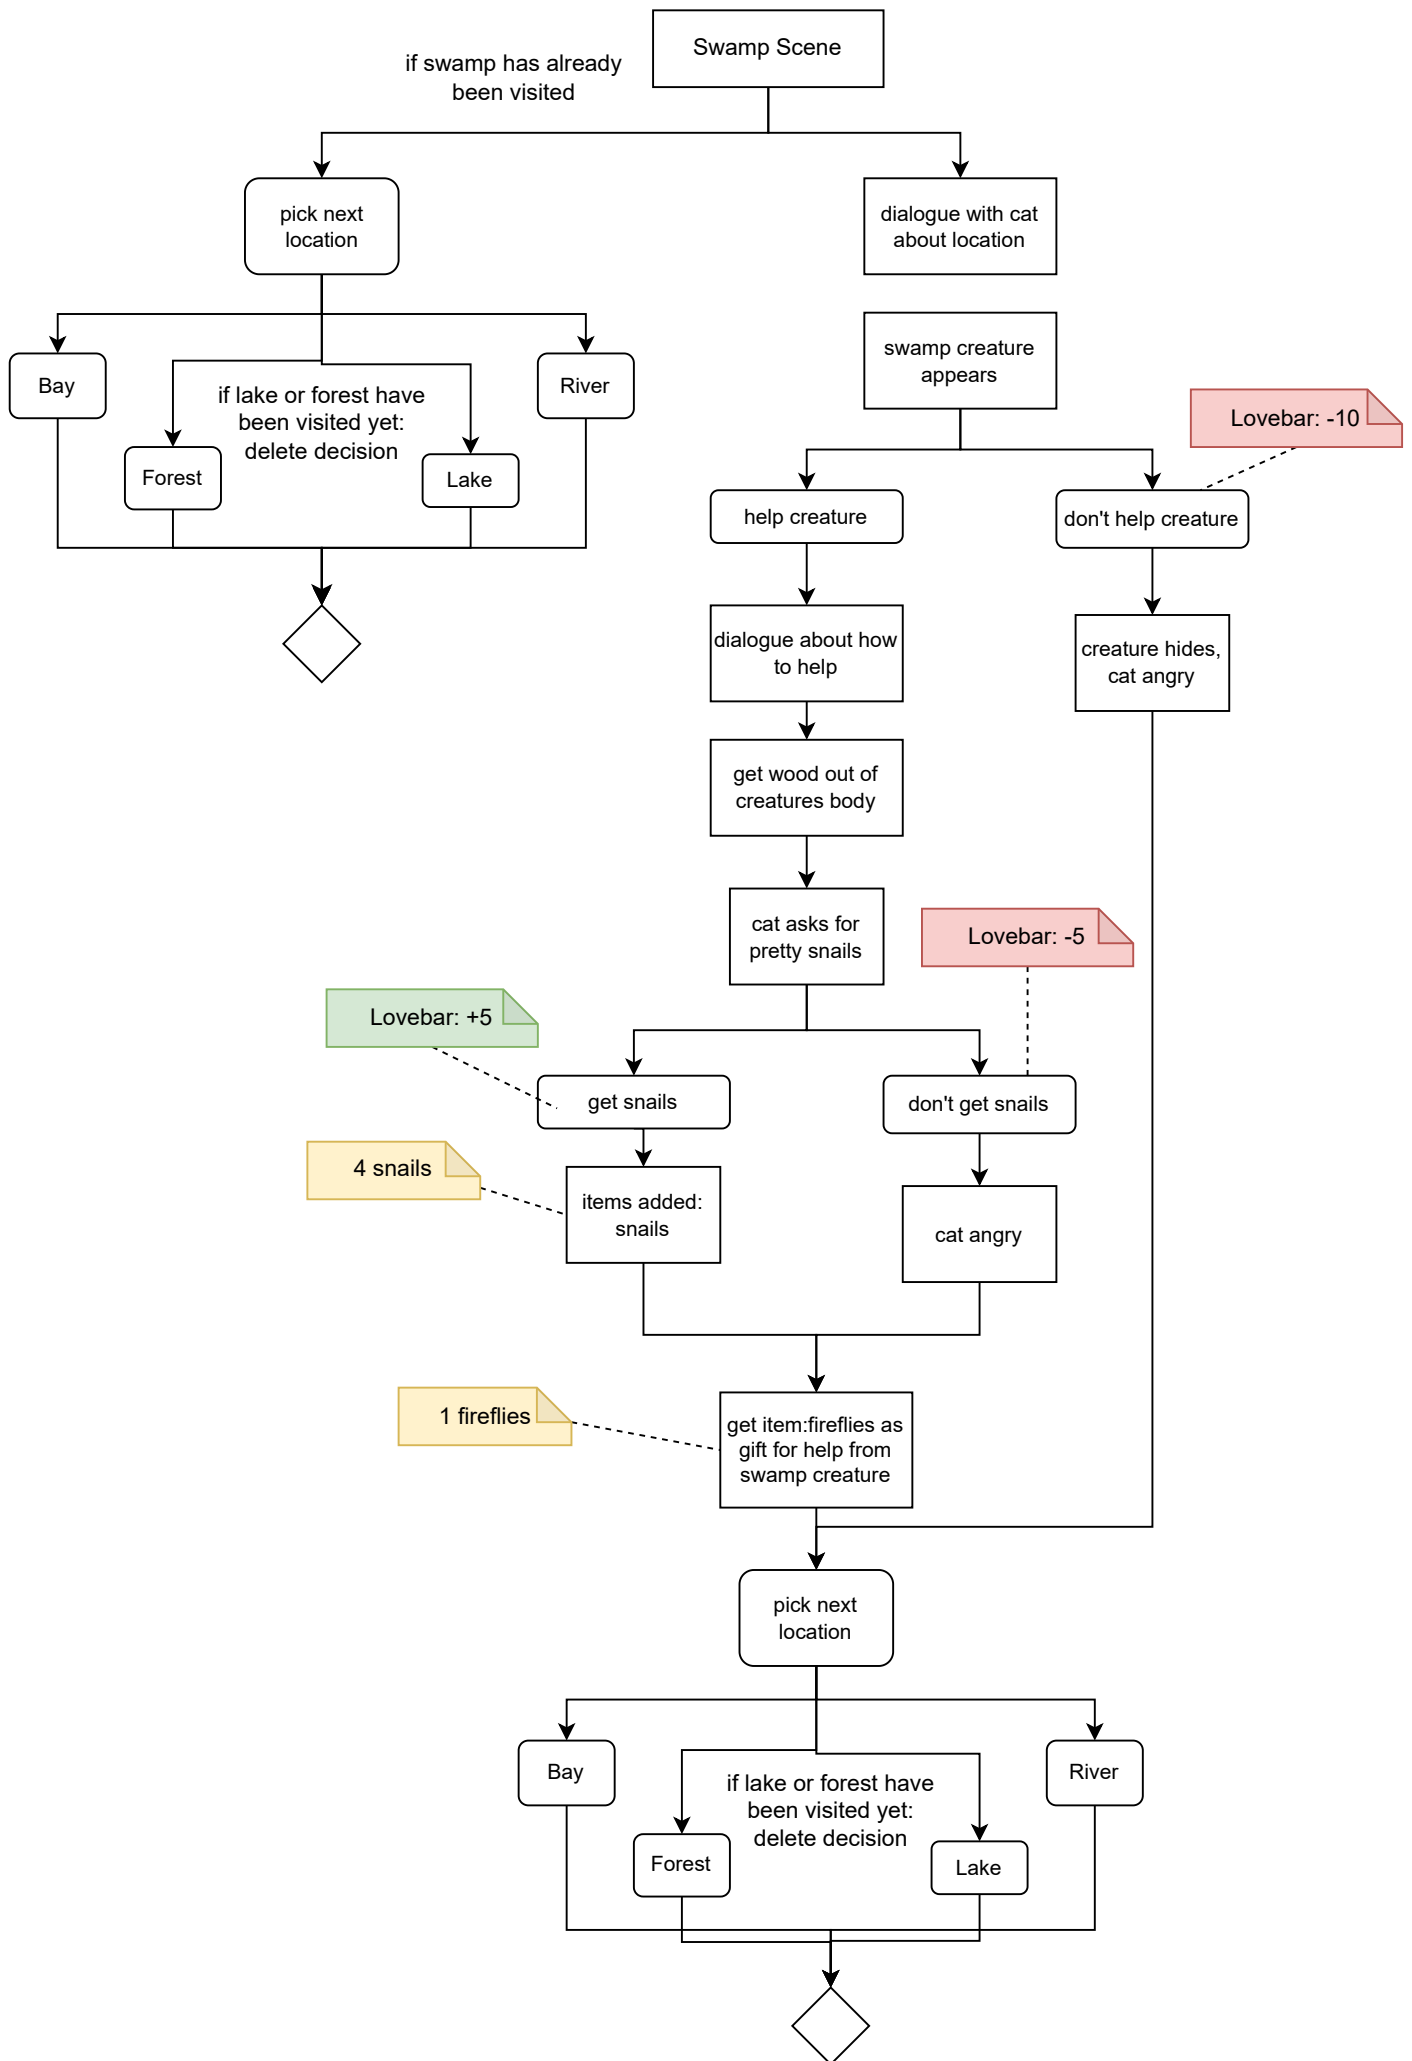 Swamp Scene
if swamp has already
been visited
pick next
location
dialogue with cat
about location
swamp creature
appears
Bay
River
if lake or forest have
been visited yet:
delete decision
Forest
Lake
Lovebar: -10
help creature
don't help creature
dialogue about how
to help
creature hides,
cat angry
get wood out of
creatures body
cat asks for
pretty snails
Lovebar: -5
Lovebar: +5
get snails
don't get snails
4 snails
items added:
snails
cat angry
1 fireflies
get item:fireflies as
gift for help from
swamp creature
pick next
location
Bay
River
if lake or forest have
been visited yet:
delete decision
Forest
Lake